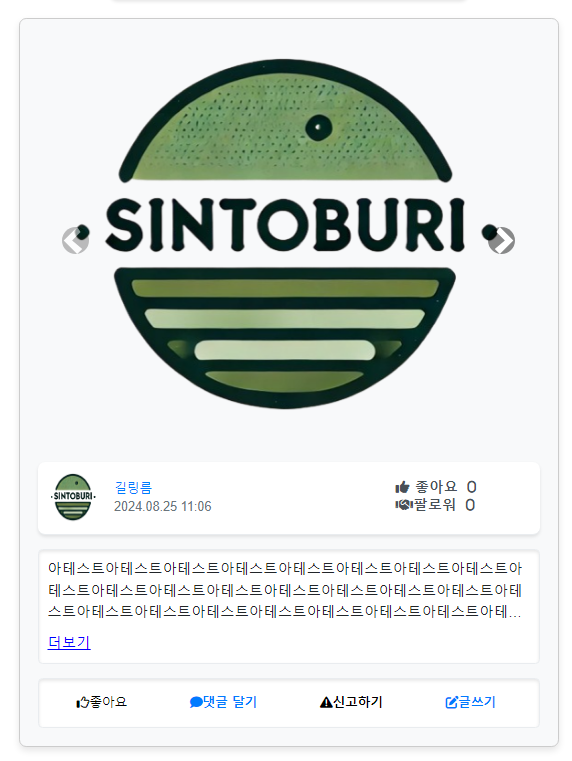 SINTOBURI
SINTOBURI
길링름
2024.08.25 11:06
좋아요 0
팔로워 0
아테스트아테스트아테스트아테스트아테스트아테스트아테스트아테스트아
테스트아테스트아테스트아테스트아테스트아테스트아테스트아테스트아테
스트아테스트아테스트아테스트아테스트아테스트아테스트아테스트아테...
더보기
좋아요 댓글 달기 신고하기 글쓰기